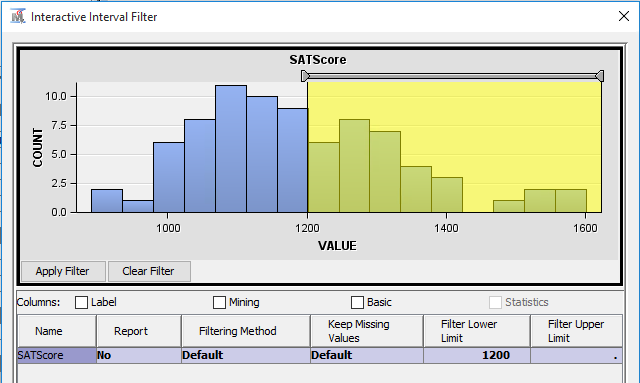 Interactive Interval Filter
SATScore
COUNT
10.0
7.5
5.0
2.5
0.0
1000 1200 1400 1600
VALUE
Apply Filter Clear Filter
Columns: Label Mining Basic Statistics
Name Report Filtering Method Keep Missing Values Filter Lower Limit Filter Upper Limit
SATScore No Default Default 1200 .